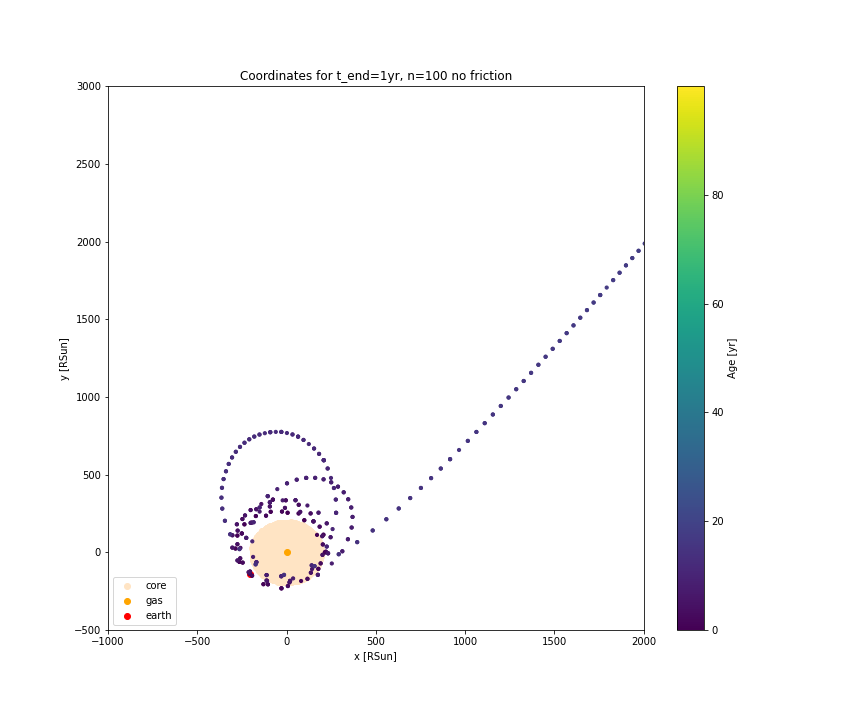 Coordinates for t_end=1yr, n=100 no friction
3000
2500
2000
1500
1000
500
0
−500
y [RSun]
−1000
−500
0
500
1000
1500
2000
x [RSun]
core
gas
earth
80
60
40
20
0
Age [yr]